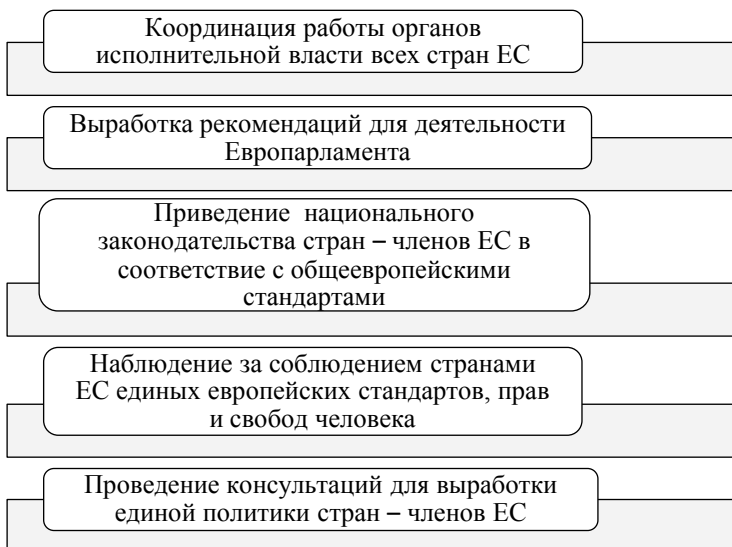 Координация работы органов
исполнительной власти всех стран ЕС
Выработка рекомендаций для деятельности
Европарламента
Приведение национального
законодательства стран – членов ЕС в
соответствие с общеевропейскими
стандартами
Наблюдение за соблюдением странами
ЕС единых европейских стандартов, прав
и свобод человека
Проведение консультаций для выработки
единой политики стран – членов ЕС